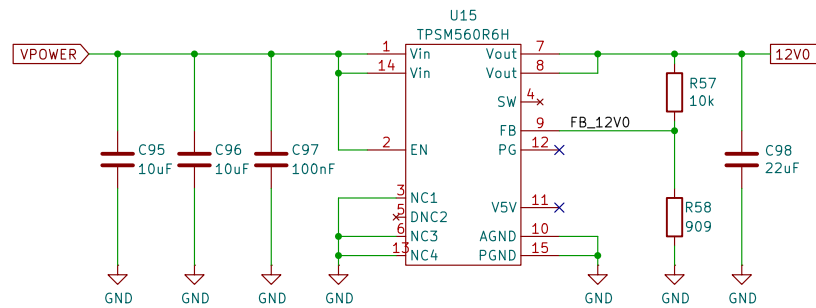 U15
TPSM560R6H
VPOWER
1 Vin
14 Vin
2 EN
3 NC1
5 DNC2
6 NC3
13 NC4
Vout 7
Vout 8
SW 4
FB 9
PG 12
V5V 11
AGND 10
PGND 15
FB_12V0
12V0
C95
10uF
C96
10uF
C97
100nF
R57
10k
R58
909
C98
22uF
GND
GND
GND
GND
GND
GND
GND